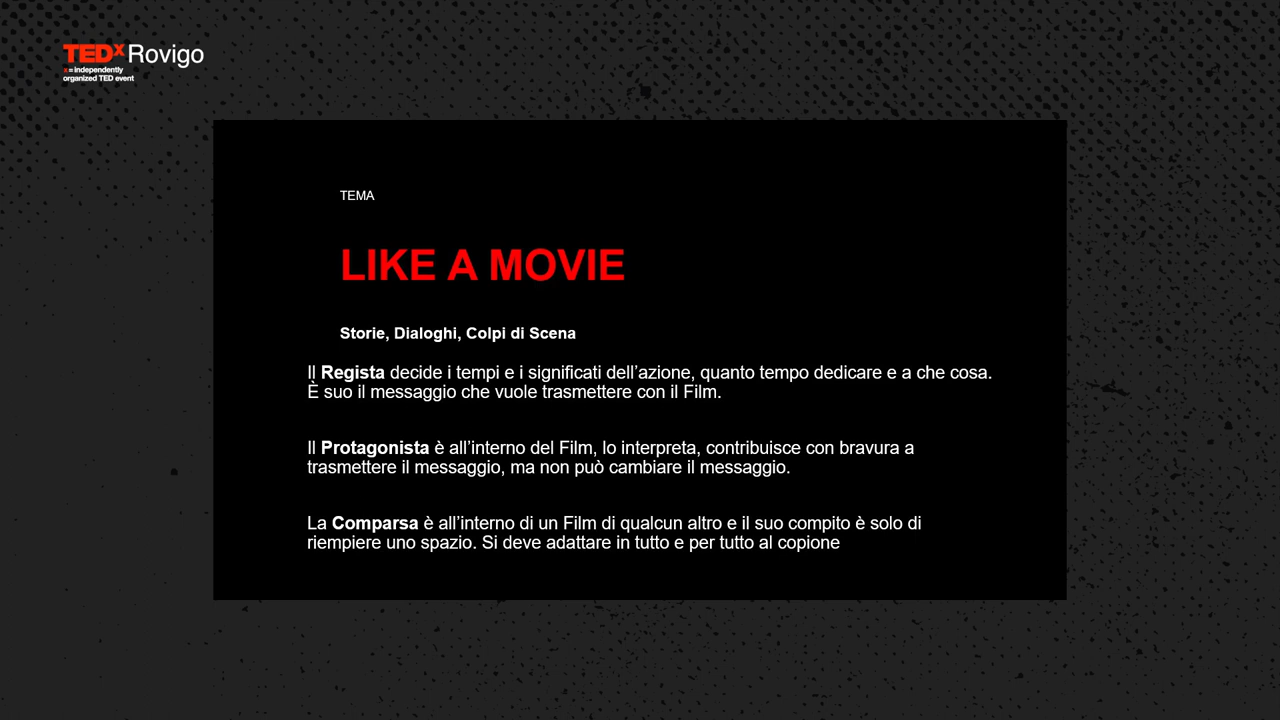 TEDx Rovigo
x = independently
organized TED event
TEMA
LIKE A MOVIE
Storie, Dialoghi, Colpi di Scena
Il Regista decide i tempi e i significati dell’azione, quanto tempo dedicare e a che cosa.
È suo il messaggio che vuole trasmettere con il Film.
Il Protagonista è all’interno del Film, lo interpreta, contribuisce con bravura a
trasmettere il messaggio, ma non può cambiare il messaggio.
La Comparsa è all’interno di un Film di qualcun altro e il suo compito è solo di
riempiere uno spazio. Si deve adattare in tutto e per tutto al copione